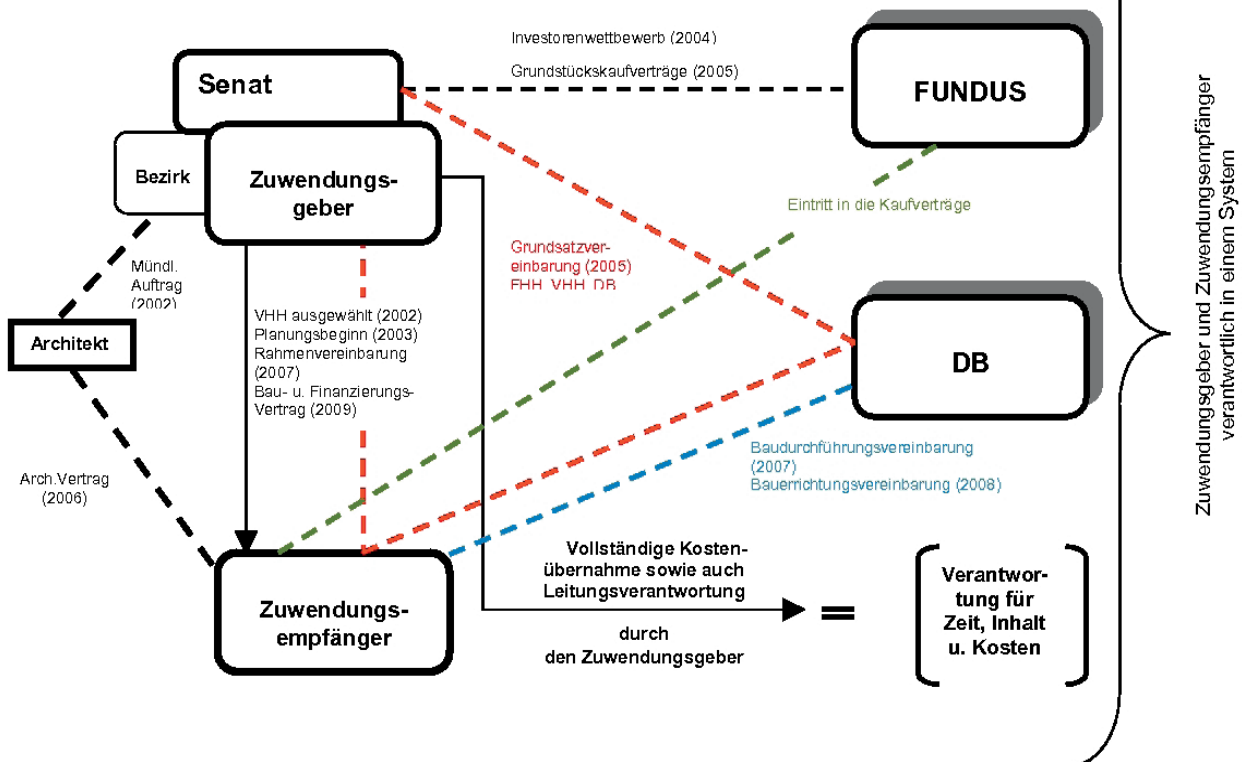 Investorenwettbewerb (2004)
Grundstückskaufverträge (2005)
Senat
FUNDUS
Bezirk
Zuwendungs-
geber
Eintritt in die Kaufverträge
Mündl.
Auftrag
(2002)
Grundsatzver-
einbarung (2005)
FHH VHH DB
VHH ausgewählt (2002)
Planungsbeginn (2003)
Rahmenvereinbarung
(2007)
Bau- u. Finanzierungs-
Vertrag (2009)
Architekt
DB
Baudurchführungsvereinbarung
(2007)
Bauerrichtungsvereinbarung (2008)
Arch.Vertrag
(2006)
Zuwendungs-
empfänger
Vollständige Kosten-
übernahme sowie auch
Leitungsverantwortung
durch
den Zuwendungsgeber
=
Verantwor-
tung für
Zeit, Inhalt
u. Kosten
Zuwendungsgeber und Zuwendungsempfänger
verantwortlich in einem System